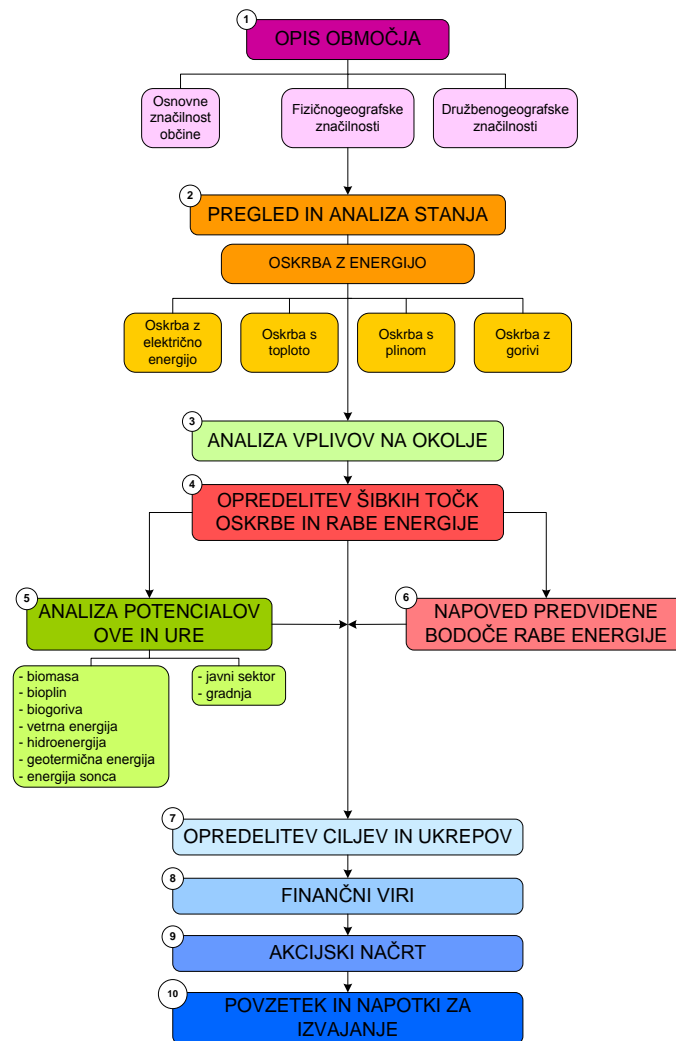 1
OPIS OBMOČJA
Osnovne
značilnost
občine
Fizičnogeografske
značilnosti
Družbenogeografske
značilnosti
2
PREGLED IN ANALIZA STANJA
OSKRBA Z ENERGIJO
Oskrba z
električno
energijo
Oskrba s
toploto
Oskrba s
plinom
Oskrba z
gorivi
3
ANALIZA VPLIVOV NA OKOLJE
4
OPREDELITEV ŠIBKIH TOČK
OSKRBE IN RABE ENERGIJE
5
ANALIZA POTENCIALOV
OVE IN URE
- biomasa
- bioplin
- biogoriva
- vetrna energija
- hidroenergija
- geotermična energija
- energija sonca
- javni sektor
- gradnja
6
NAPOVED PREDVIDENE
BODOČE RABE ENERGIJE
7
OPREDELITEV CILJEV IN UKREPOV
8
FINANČNI VIRI
9
AKCIJSKI NAČRT
10
POVZETEK IN NAPOTKI ZA
IZVAJANJE